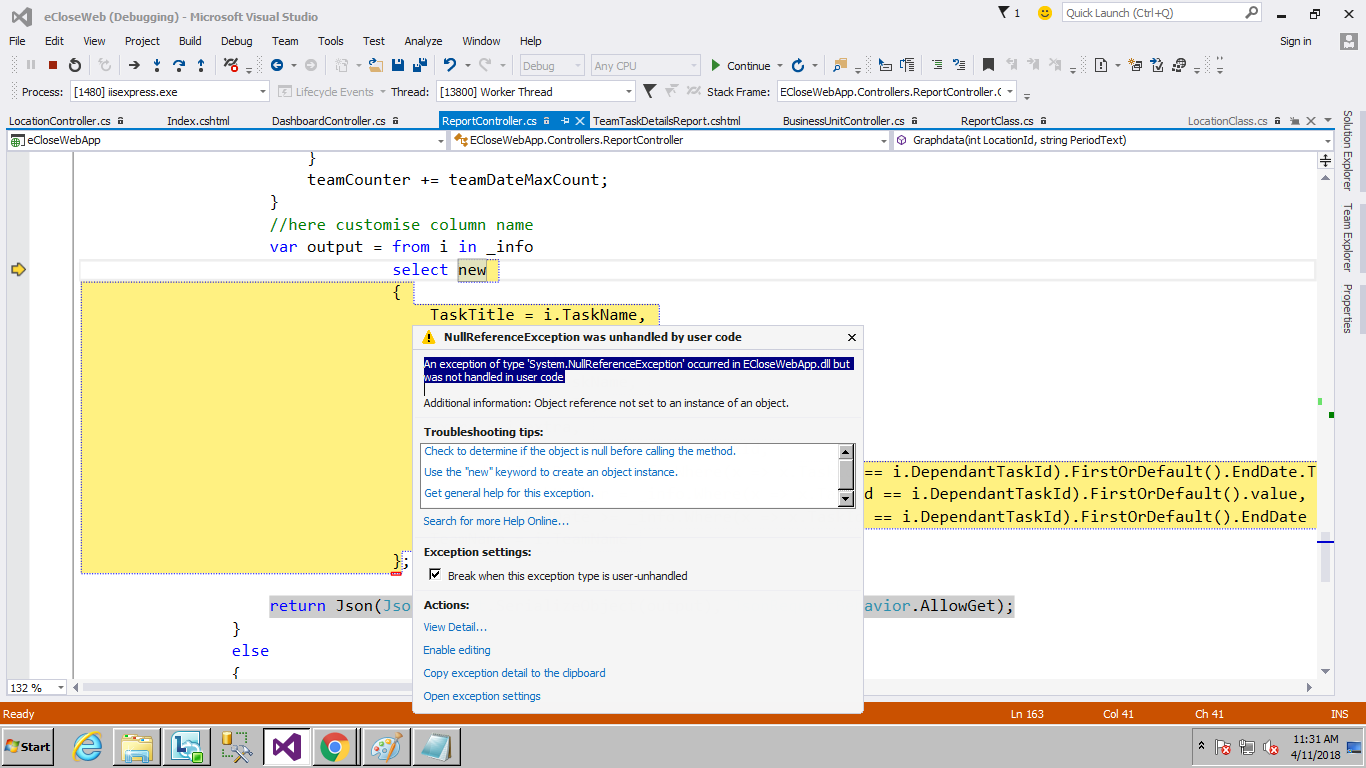 eCloseWeb (Debugging) - Microsoft Visual Studio
1
Quick Launch (Ctrl+Q)
File Edit View Project Build Debug Team Tools Test Analyze Window Help
Sign in
Continue Debug Any CPU
Process: [1480] iisexpress.exe Lifecycle Events Thread: [13800] Worker Thread Stack Frame: ECloseWebApp.Controllers.ReportController.G
LocationController.cs Index.cshtml DashboardController.cs ReportController.cs TeamTaskDetailsReport.cshtml BusinessUnitController.cs ReportClass.cs LocationClass.cs
eCloseWebApp ECloseWebApp.Controllers.ReportController Graphdata(int LocationId, string PeriodText)
}
teamCounter += teamDateMaxCount;
}
//here customise column name
var output = from i in _info
select new
{
TaskTitle = i.TaskName,
NullReferenceException was unhandled by user code
An exception of type 'System.NullReferenceException' occurred in ECloseWebApp.dll but
was not handled in user code
Additional information: Object reference not set to an instance of an object.
Troubleshooting tips:
Check to determine if the object is null before calling the method.
Use the "new" keyword to create an object instance.
Get general help for this exception.
Search for more Help Online...
Exception settings:
Break when this exception type is user-unhandled
Actions:
View Detail...
Enable editing
Copy exception detail to the clipboard
Open exception settings
== i.DependantTaskId).FirstOrDefault().EndDate.T
d == i.DependantTaskId).FirstOrDefault().value,
== i.DependantTaskId).FirstOrDefault().EndDate
};
return Json(Jso
avior.AllowGet);
}
else
{
Solution Explorer
Team Explorer
Properties
132 %
Ready Ln 163 Col 41 Ch 41 INS
Start
11:31 AM
4/11/2018